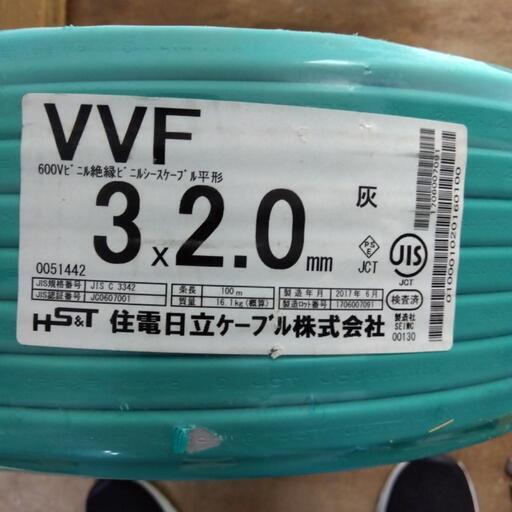 VVF
600Vビニル絶縁ビニルシースケーブル平形
3x2.0mm
灰
PS
E
JCT
JIS
JCT
0051442
JIS規格番号 JIS C 3342 条長 100m 製造年月 2017年 6月 検査済
JIS認証番号 JC0607001 質量 16.1kg(概算) 製造ロット番号 1706007091
HS&T 住電日立ケーブル株式会社
製造社
SEIWC
00130
1706007091
010001020160100